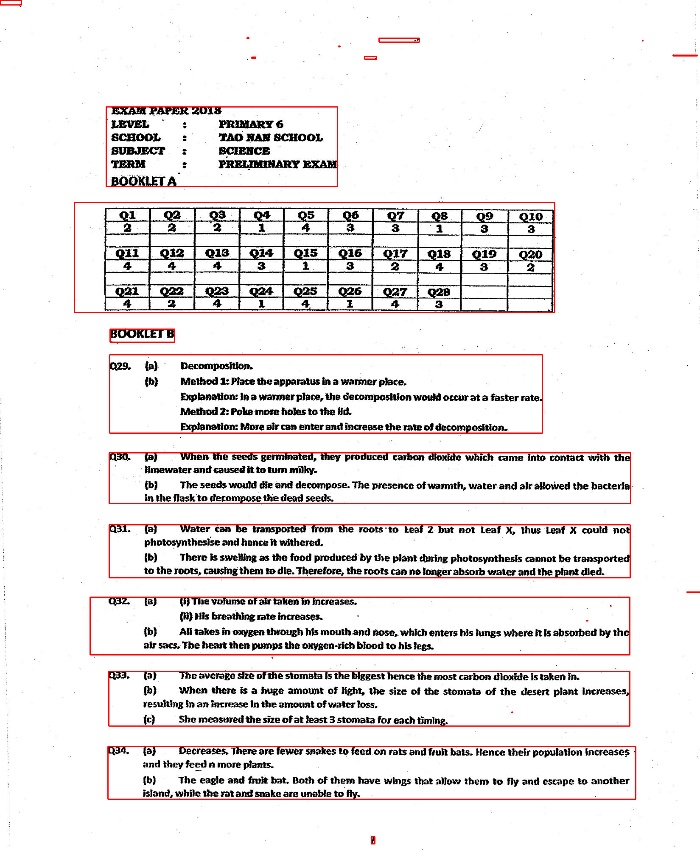 EXAM PAPER 2018
LEVEL : PRIMARY 6
SCHOOL : TAO NAN SCHOOL
SUBJECT : SCIENCE
TERM : PRELIMINARY EXAM
BOOKLET A
Q1 Q2 Q3 Q4 Q5 Q6 Q7 Q8 Q9 Q10
2 2 2 1 4 3 3 1 3 3
Q11 Q12 Q13 Q14 Q15 Q16 Q17 Q18 Q19 Q20
4 4 4 3 1 3 2 4 3 2
Q21 Q22 Q23 Q24 Q25 Q26 Q27 Q28
4 2 4 1 4 1 4 3
BOOKLET B
Q29. (a) Decomposition.
(b) Method 1: Place the apparatus in a warmer place.
Explanation: In a warmer place, the decomposition would occur at a faster rate.
Method 2: Poke more holes to the lid.
Explanation: More air can enter and increase the rate of decomposition.
Q30. (a) When the seeds germinated, they produced carbon dioxide which came into contact with the
limewater and caused it to turn milky.
(b) The seeds would die and decompose. The presence of warmth, water and air allowed the bacteria
in the flask to decompose the dead seeds.
Q31. (a) Water can be transported from the roots to Leaf 2 but not Leaf X, thus Leaf X could not
photosynthesise and hence it withered.
(b) There is swelling as the food produced by the plant during photosynthesis cannot be transported
to the roots, causing them to die. Therefore, the roots can no longer absorb water and the plant died.
Q32. (a) (i) The volume of air taken in increases.
(ii) His breathing rate increases.
(b) Ali takes in oxygen through his mouth and nose, which enters his lungs where it is absorbed by the
air sacs. The heart then pumps the oxygen-rich blood to his legs.
Q33. (a) The average size of the stomata is the biggest hence the most carbon dioxide is taken in.
(b) When there is a huge amount of light, the size of the stomata of the desert plant increases,
resulting in an increase in the amount of water loss.
(c) She measured the size of at least 3 stomata for each timing.
Q34. (a) Decreases. There are fewer snakes to feed on rats and fruit bats. Hence their population increases
and they feed n more plants.
(b) The eagle and fruit bat. Both of them have wings that allow them to fly and escape to another
island, while the rat and snake are unable to fly.